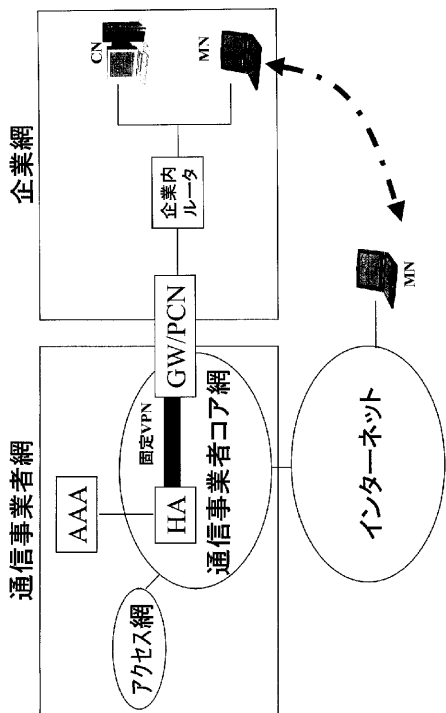 通信事業者網
企業網
AAA
アクセス網
HA
固定VPN
GW/PCN
通信事業者コア網
企業内
ルータ
CN
MN
インターネット
MN